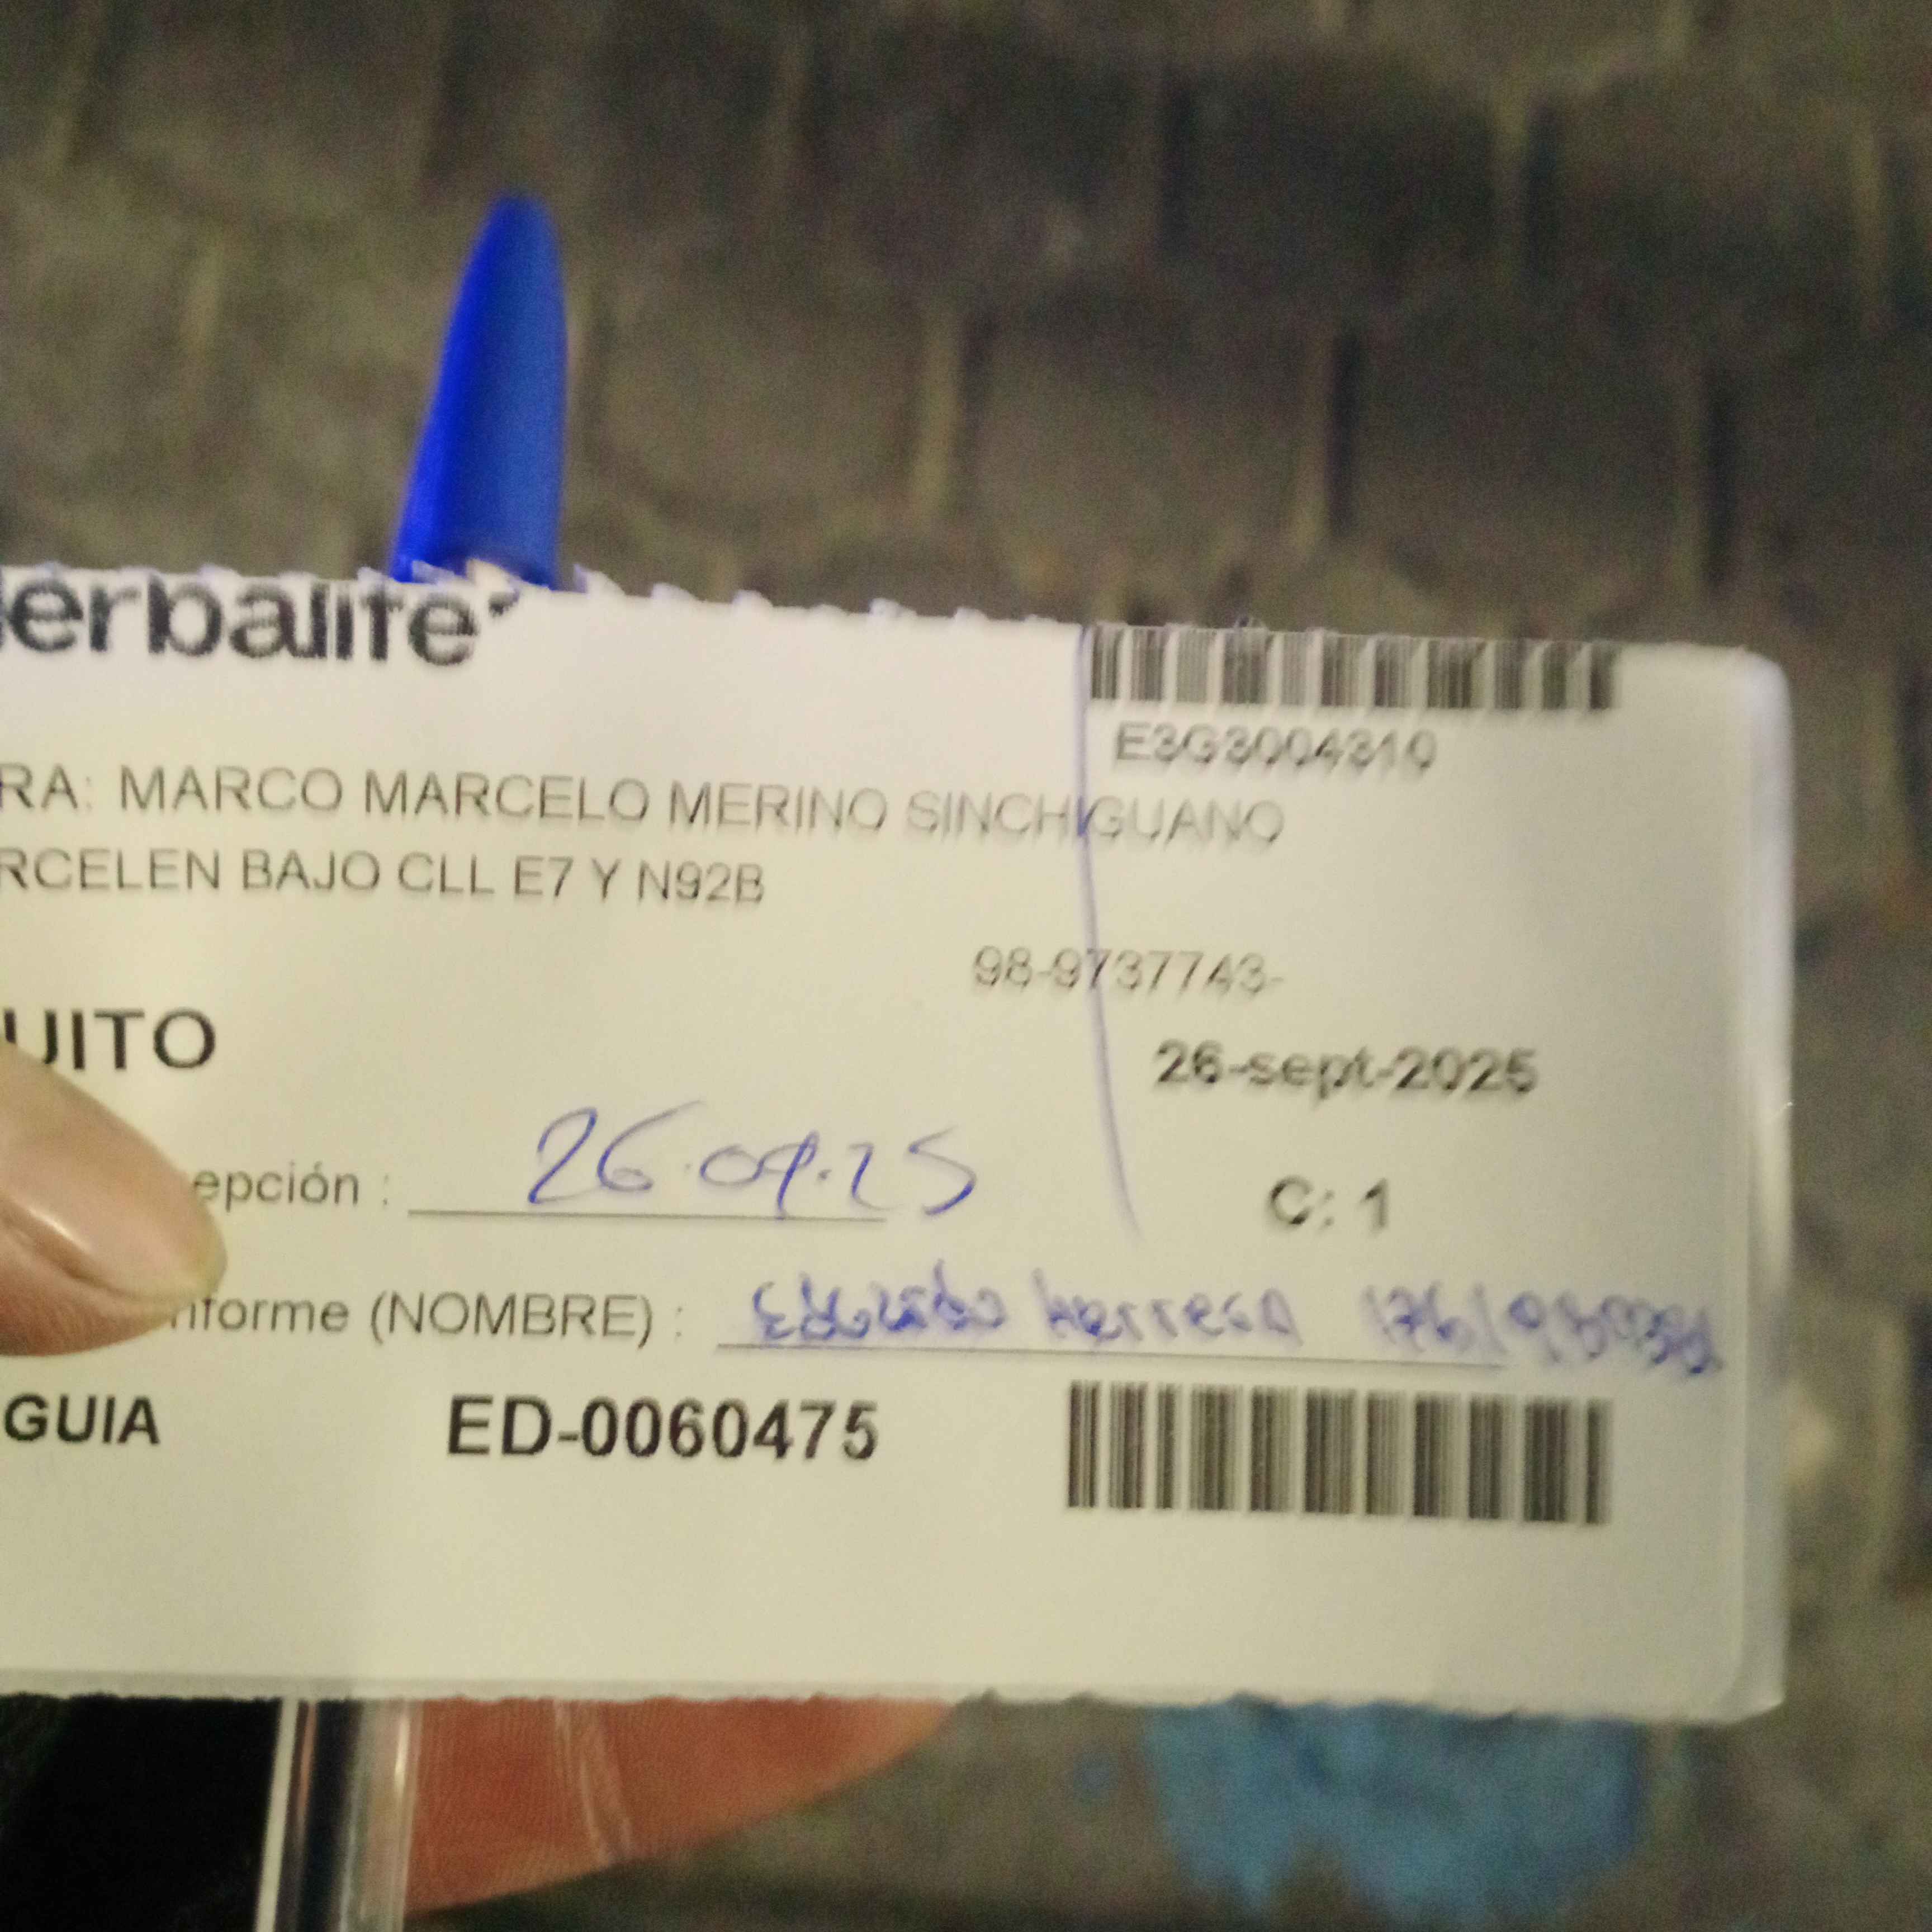 erbalife
E3G3004310
RA: MARCO MARCELO MERINO SINCHIGUANO
RCELEN BAJO CLL E7 Y N92B
98-9737743-
UITO
26-sept-2025
epción : 26.09.25
C: 1
nforme (NOMBRE) : Herrera
GUIA ED-0060475